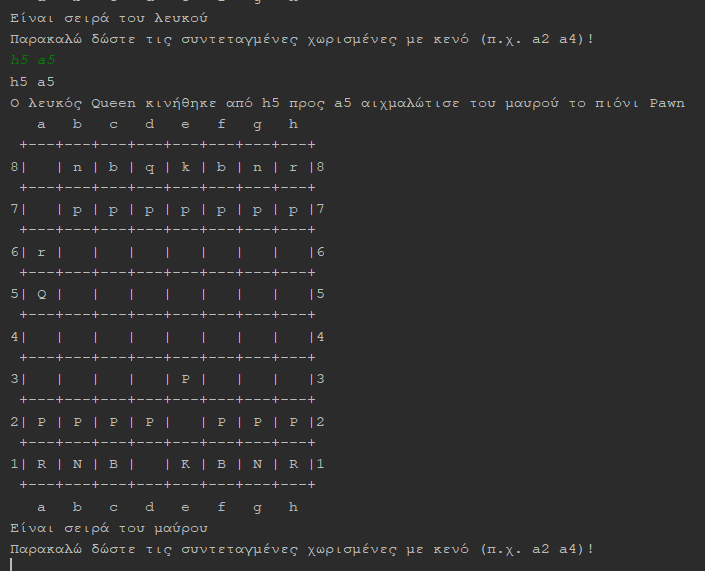 Είναι σειρά του λευκού
Παρακαλώ δώστε τις συντεταγμένες χωρισμένες με κενό (π.χ. a2 a4)!
h5 a5
h5 a5
Ο λευκός Queen κινήθηκε από h5 προς a5 αιχμαλώτισε του μαυρού το πιόνι Pawn
   a   b   c   d   e   f   g   h
 +---+---+---+---+---+---+---+---+
8|   | n | b | q | k | b | n | r |8
 +---+---+---+---+---+---+---+---+
7|   | p | p | p | p | p | p | p |7
 +---+---+---+---+---+---+---+---+
6| r |   |   |   |   |   |   |   |6
 +---+---+---+---+---+---+---+---+
5| Q |   |   |   |   |   |   |   |5
 +---+---+---+---+---+---+---+---+
4|   |   |   |   |   |   |   |   |4
 +---+---+---+---+---+---+---+---+
3|   |   |   |   | P |   |   |   |3
 +---+---+---+---+---+---+---+---+
2| P | P | P | P |   | P | P | P |2
 +---+---+---+---+---+---+---+---+
1| R | N | B |   | K | B | N | R |1
 +---+---+---+---+---+---+---+---+
   a   b   c   d   e   f   g   h
Είναι σειρά του μαύρου
Παρακαλώ δώστε τις συντεταγμένες χωρισμένες με κενό (π.χ. a2 a4)!